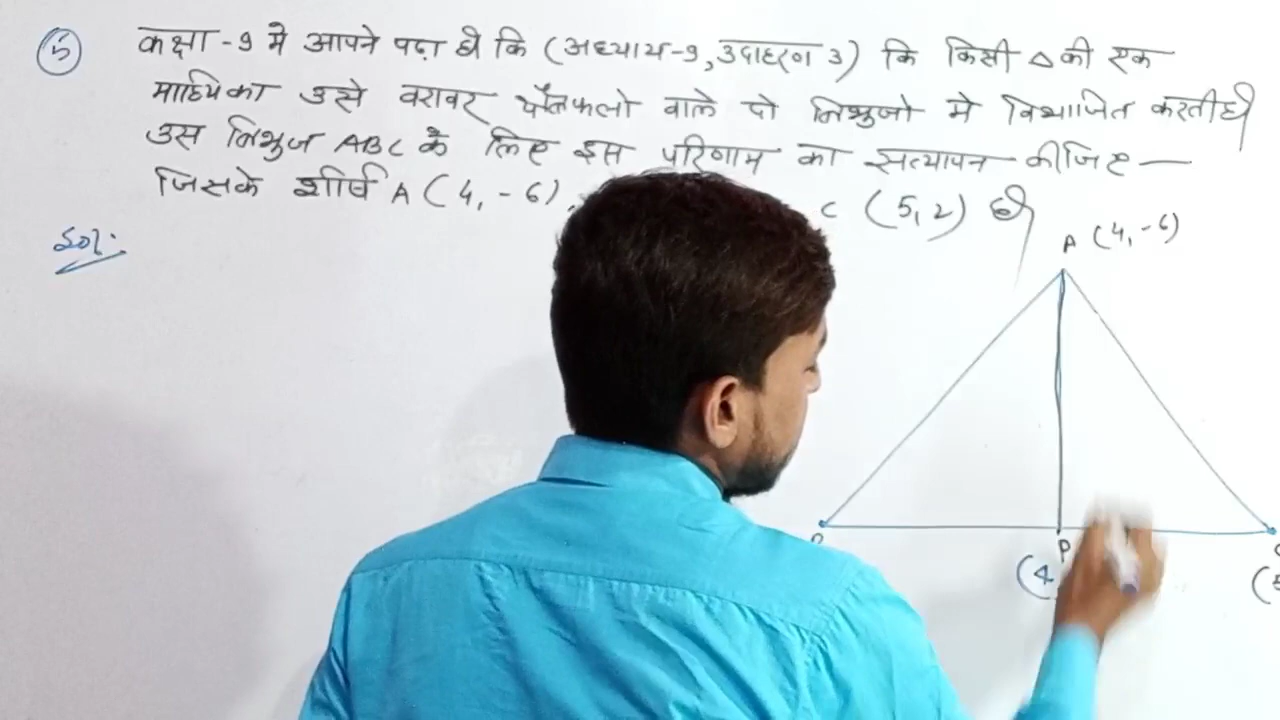 5
कक्षा -9 मे आपने पढ़ा है कि (अध्याय-9, उदाहरण 3) कि किसी Δ की एक
माध्यिका उसे बराबर क्षेत्रफलो वाले दो त्रिभुजो मे विभाजित करती है
उस त्रिभुज ABC के लिए इस परिणाम का सत्यापन कीजिए—
जिसके शीर्ष A (4, -6), C (5, 2) है
Sol:
A (4, -6)
(4